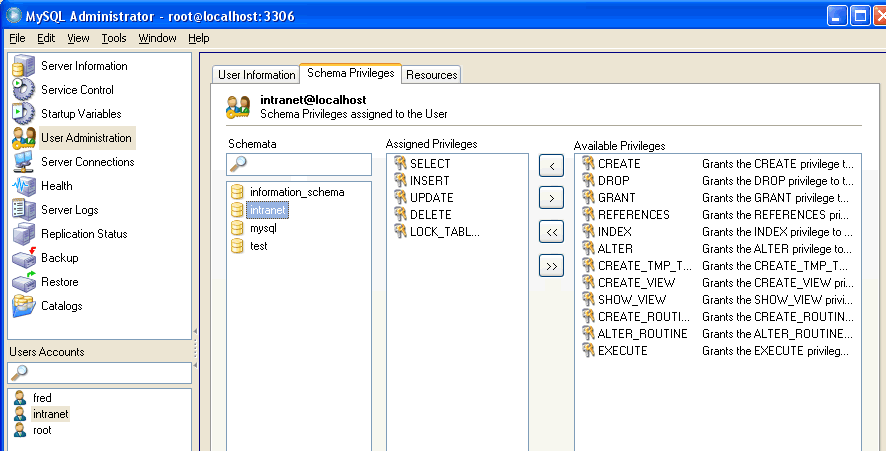 MySQL Administrator - root@localhost:3306
File Edit View Tools Window Help
Server Information
Service Control
Startup Variables
User Administration
Server Connections
Health
Server Logs
Replication Status
Backup
Restore
Catalogs
Users Accounts
fred
intranet
root
User Information Schema Privileges Resources
intranet@localhost
Schema Privileges assigned to the User
Schemata
information_schema
intranet
mysql
test
Assigned Privileges
SELECT
INSERT
UPDATE
DELETE
LOCK_TABL...
<
>
<<
>>
Available Privileges
CREATE Grants the CREATE privilege t...
DROP Grants the DROP privilege to t...
GRANT Grants the GRANT privilege t...
REFERENCES Grants the REFERENCES pri...
INDEX Grants the INDEX privilege to...
ALTER Grants the ALTER privilege to...
CREATE_TMP_T... Grants the CREATE_TMP_T...
CREATE_VIEW Grants the CREATE_VIEW pri...
SHOW_VIEW Grants the SHOW_VIEW privi...
CREATE_ROUTI... Grants the CREATE_ROUTIN...
ALTER_ROUTINE Grants the ALTER_ROUTINE...
EXECUTE Grants the EXECUTE privileg...